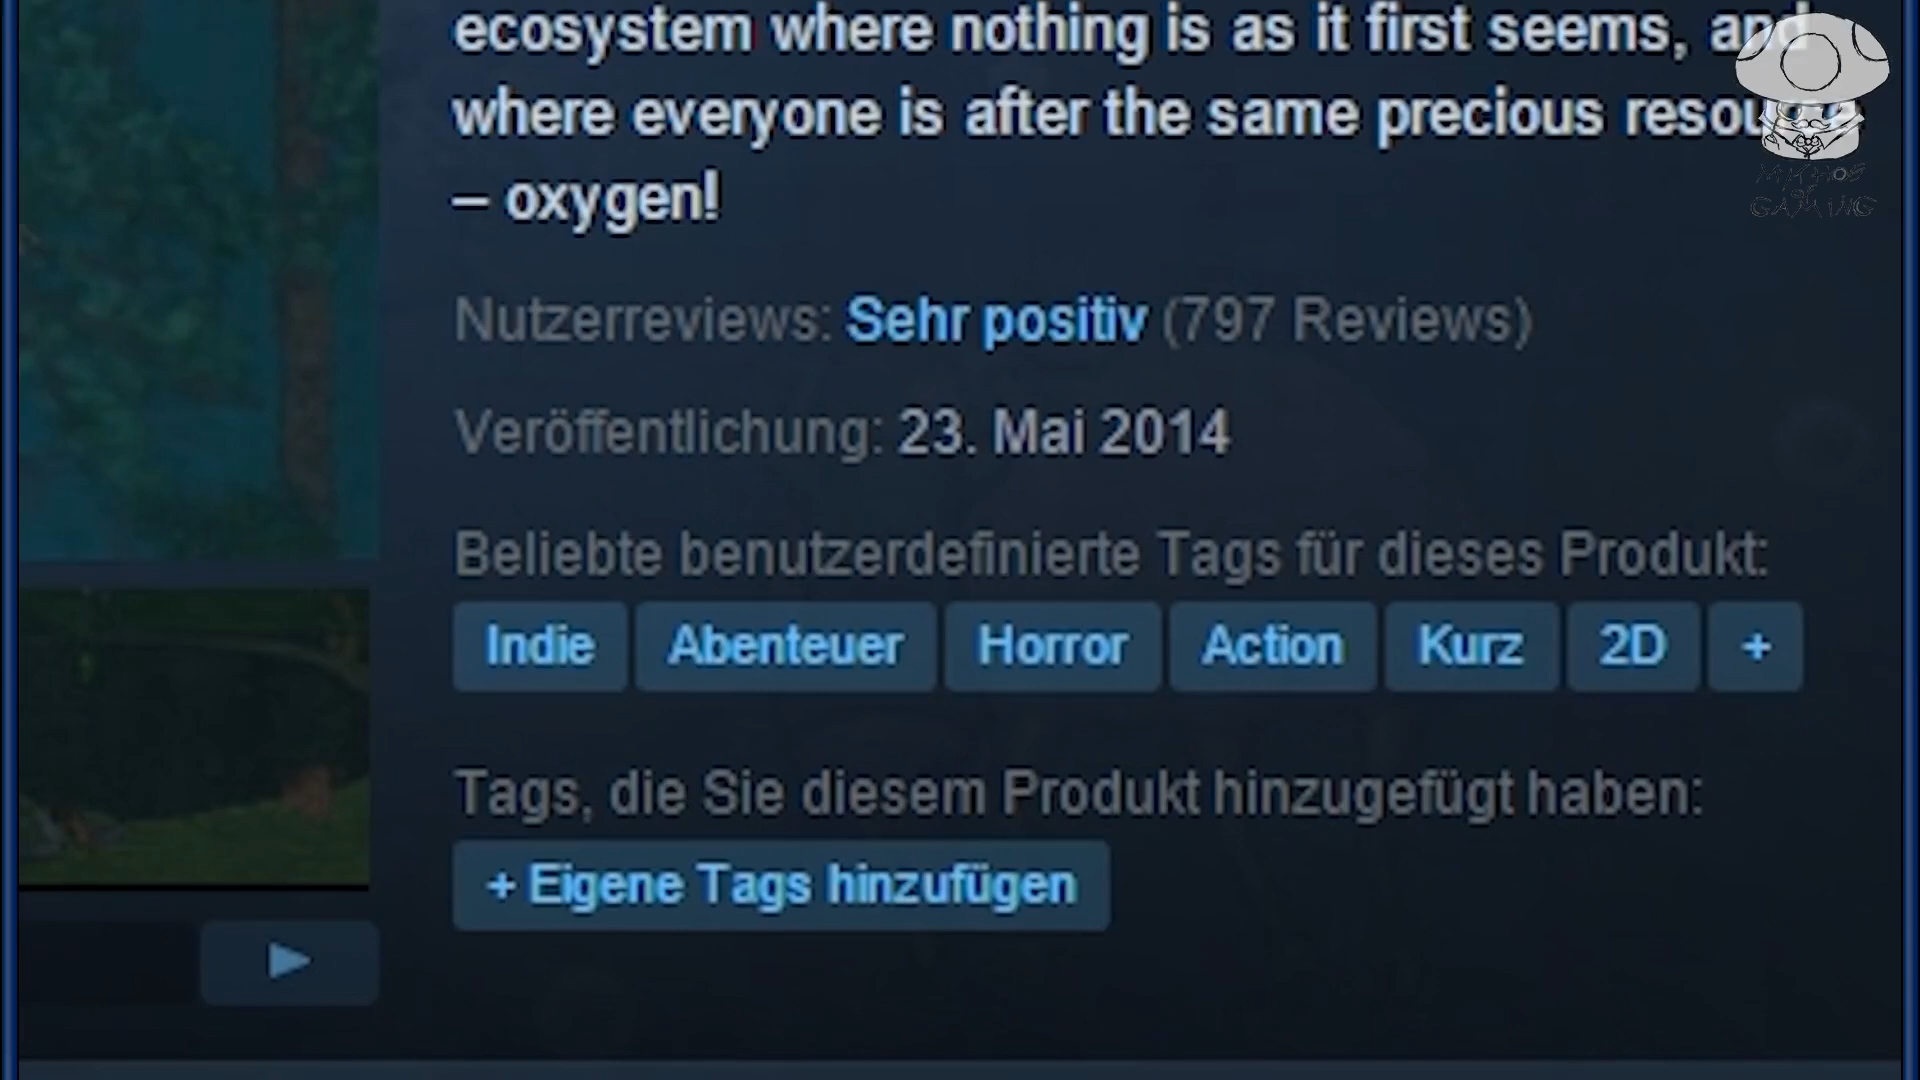 ecosystem where nothing is as it first seems, and
where everyone is after the same precious
– oxygen!
Nutzerreviews: Sehr positiv (797 Reviews)
Veröffentlichung: 23. Mai 2014
Beliebte benutzerdefinierte Tags für dieses Produkt:
Indie Abenteuer Horror Action Kurz 2D +
Tags, die Sie diesem Produkt hinzugefügt haben:
+ Eigene Tags hinzufügen
GAMING